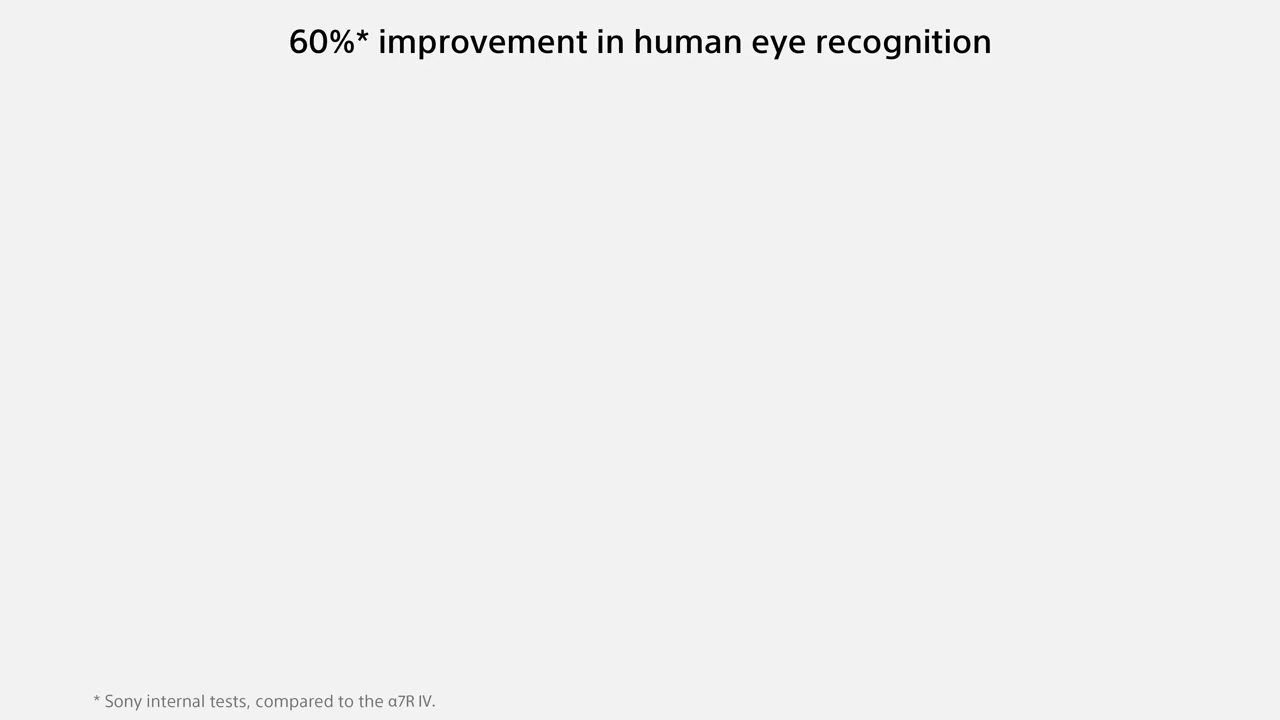 60%* improvement in human eye recognition
* Sony internal tests, compared to the α7R IV.